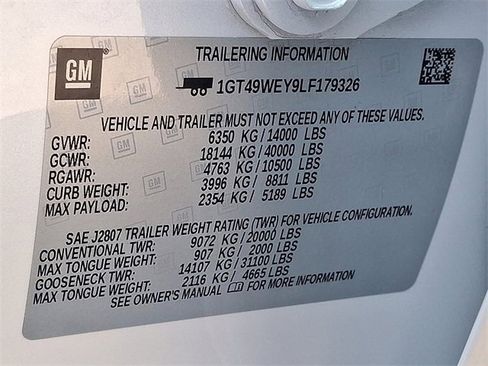 GM
TRAILERING INFORMATION
1GT49WEY9LF179326
VEHICLE AND TRAILER MUST NOT EXCEED ANY OF THESE VALUES:
GVWR: 6350 KG/14000 LBS
GCWR: 18144 KG/40000 LBS
RGAWR: 4763 KG/10500 LBS
CURB WEIGHT: 3996 KG/ 8811 LBS
MAX PAYLOAD: 2354 KG/ 5189 LBS
SAE J2807 TRAILER WEIGHT RATING (TWR) FOR VEHICLE CONFIGURATION.
CONVENTIONAL TWR: 9072 KG/20000 LBS
MAX TONGUE WEIGHT: 907 KG/ 2000 LBS
GOOSENECK TWR: 14107 KG/31100 LBS
MAX TONGUE WEIGHT: 2116 KG/ 4665LBS
SEE OWNER'S MANUAL FOR MORE INFORMATION